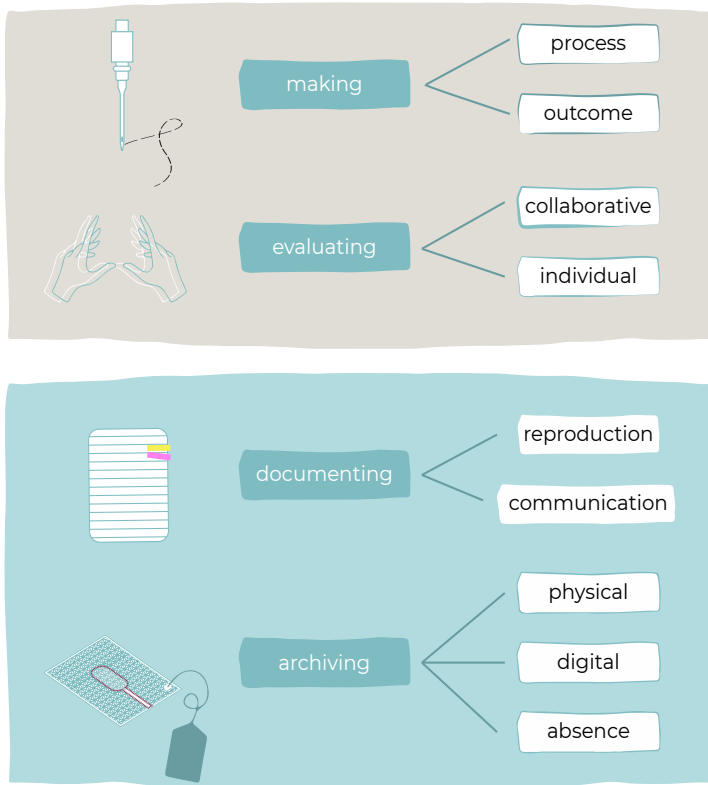 making
process
outcome
evaluating
collaborative
individual
documenting
reproduction
communication
archiving
physical
digital
absence